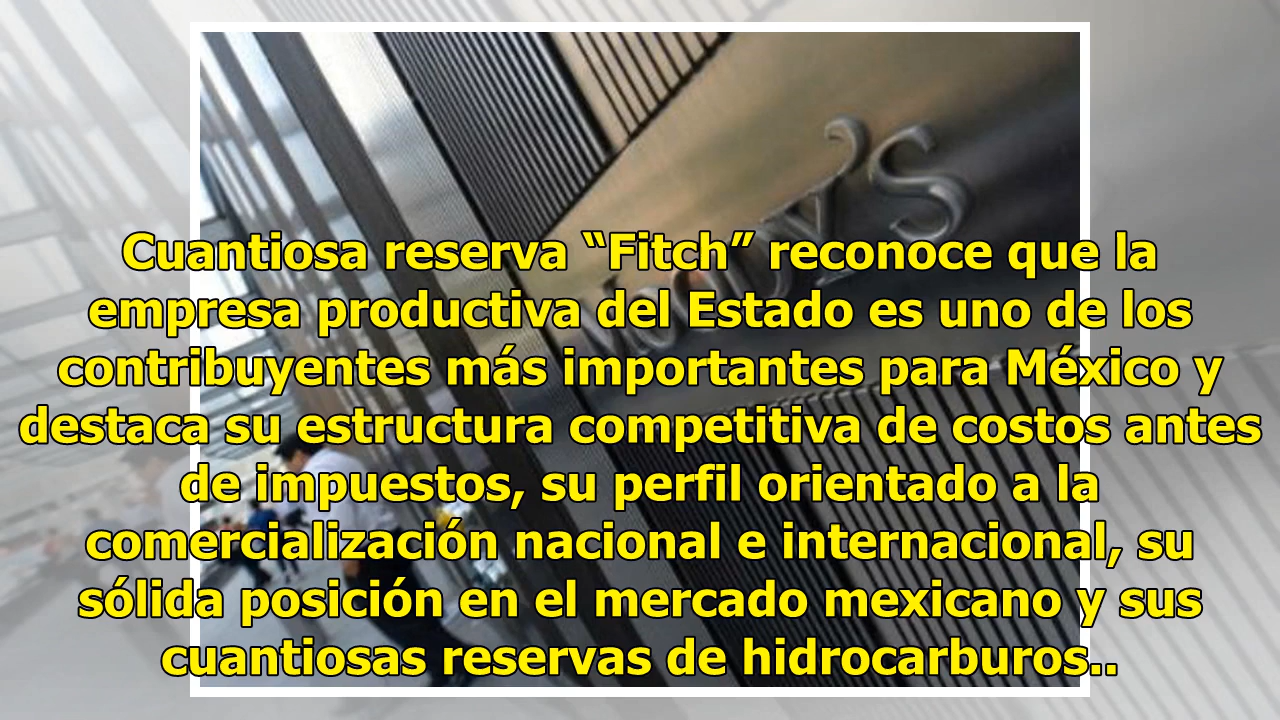 MOODY'S
Cuantiosa reserva “Fitch” reconoce que la
empresa productiva del Estado es uno de los
contribuyentes más importantes para México y
destaca su estructura competitiva de costos antes
de impuestos, su perfil orientado a la
comercialización nacional e internacional, su
sólida posición en el mercado mexicano y sus
cuantiosas reservas de hidrocarburos..